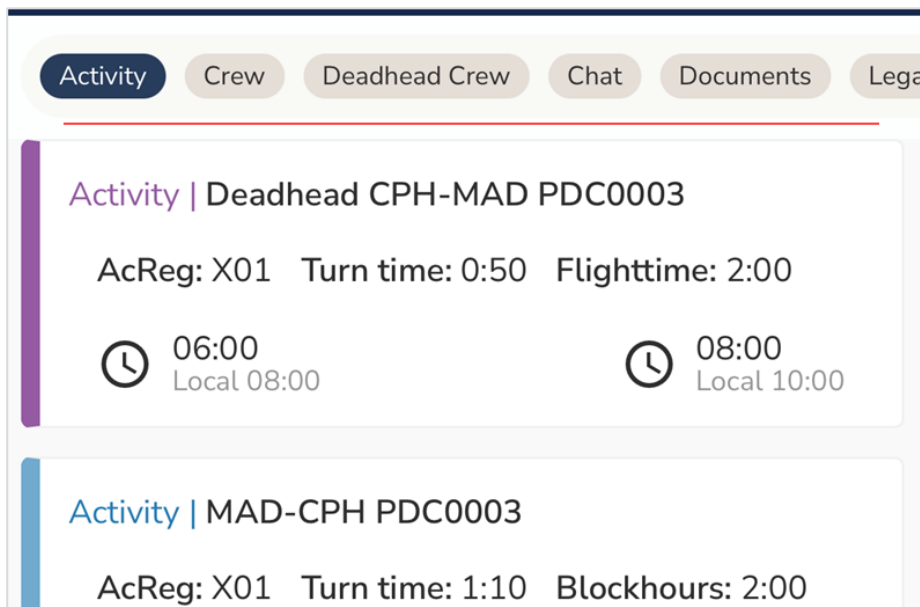 Activity Crew Deadhead Crew Chat Documents Lega
Activity | Deadhead CPH-MAD PDC0003
AcReg: X01 Turn time: 0:50 Flighttime: 2:00
06:00 08:00
Local 08:00 Local 10:00
Activity | MAD-CPH PDC0003
AcReg: X01 Turn time: 1:10 Blockhours: 2:00